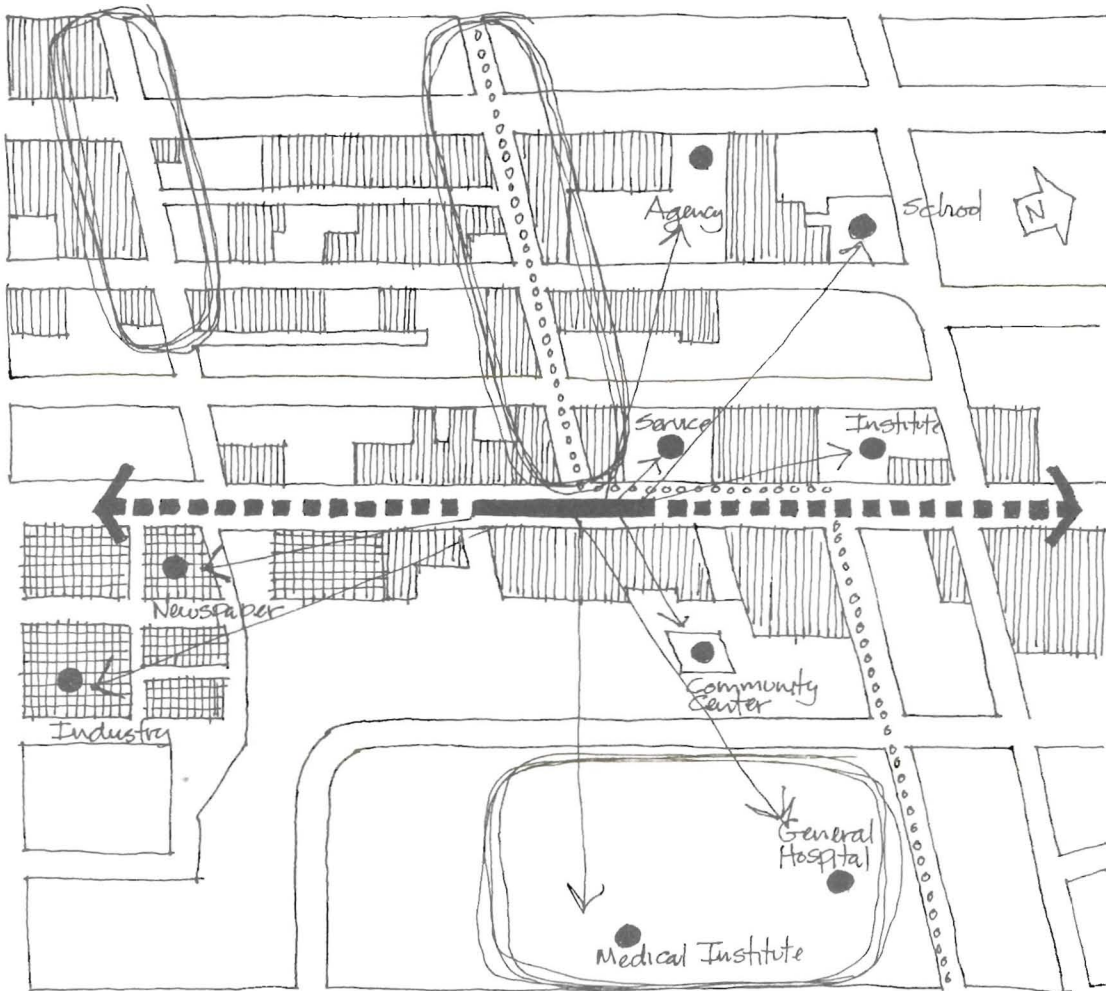 Agency
School
N
Service
Institute
Newspaper
Community
Center
Industry
General
Hospital
Medical Institute